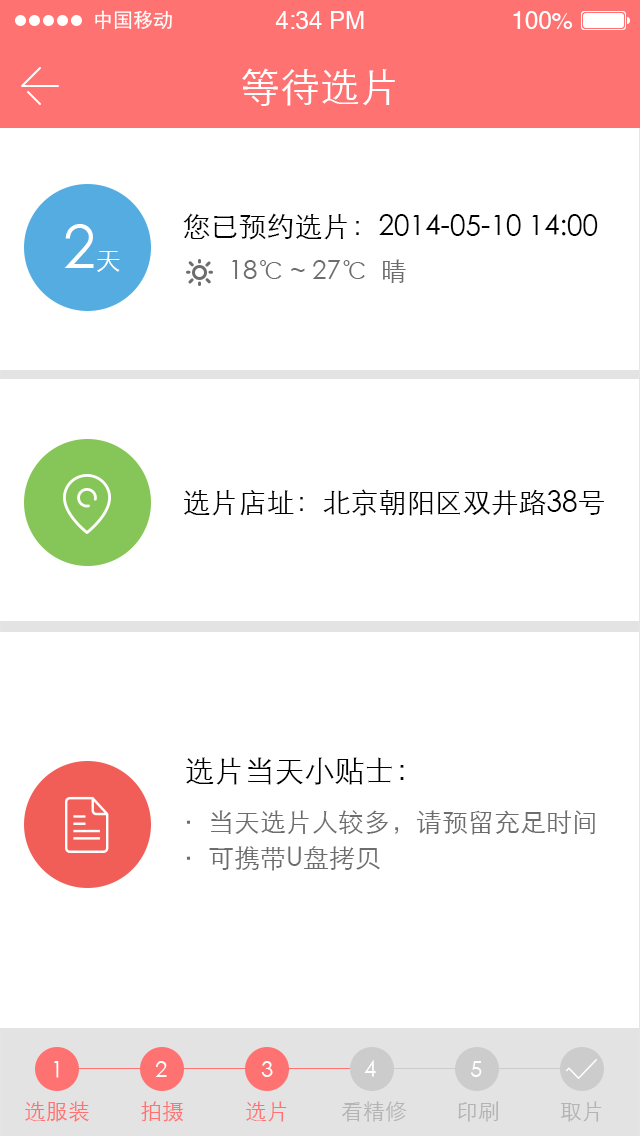 中国移动 4:34 PM 100%
等待选片
2天
您已预约选片：2014-05-10 14:00
18℃ ~ 27℃ 晴
选片店址：北京朝阳区双井路38号
选片当天小贴士：
· 当天选片人较多，请预留充足时间
· 可携带U盘拷贝
1 2 3 4 5
选服装 拍摄 选片 看精修 印刷 取片